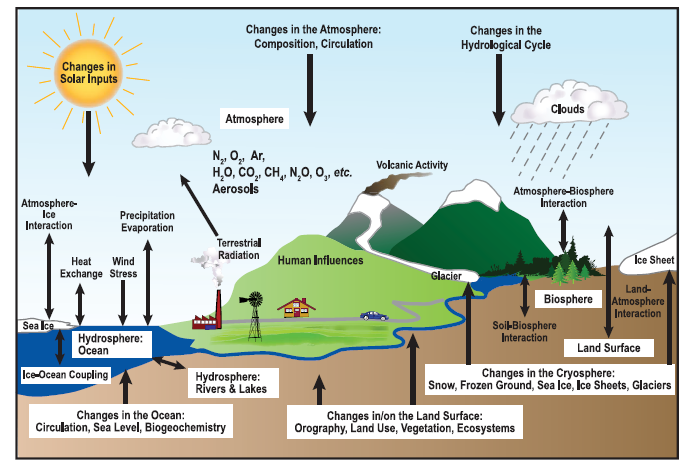 Changes in
Solar Inputs
Changes in the Atmosphere:
Composition, Circulation
Changes in the
Hydrological Cycle
Clouds
Atmosphere
N₂, O₂, Ar,
H₂O, CO₂, CH₄, N₂O, O₃, etc.
Aerosols
Volcanic Activity
Atmosphere-Biosphere
Interaction
Atmosphere-
Ice
Interaction
Precipitation
Evaporation
Terrestrial
Radiation
Heat
Exchange
Wind
Stress
Human Influences
Glacier
Ice Sheet
Biosphere
Land-
Atmosphere
Interaction
Soil-Biosphere
Interaction
Land Surface
Sea Ice
Hydrosphere:
Ocean
Ice-Ocean Coupling
Hydrosphere:
Rivers & Lakes
Changes in the Cryosphere:
Snow, Frozen Ground, Sea Ice, Ice Sheets, Glaciers
Changes in the Ocean:
Circulation, Sea Level, Biogeochemistry
Changes in/on the Land Surface:
Orography, Land Use, Vegetation, Ecosystems